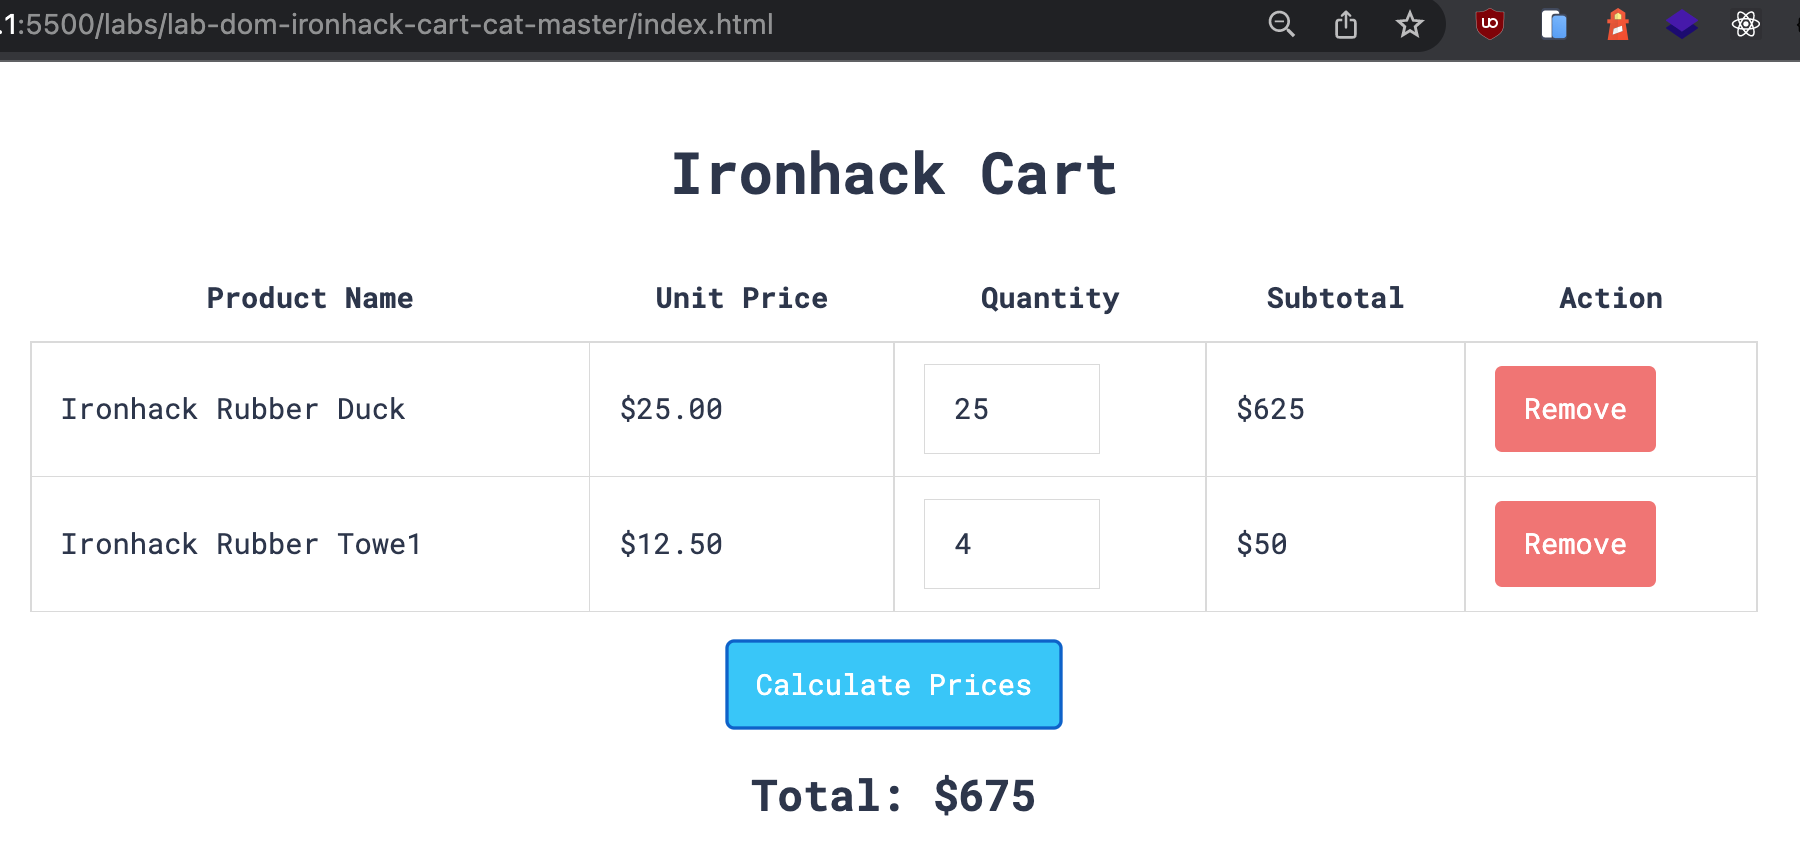 .1:5500/labs/lab-dom-ironhack-cart-cat-master/index.html
Ironhack Cart
Product Name Unit Price Quantity Subtotal Action
Ironhack Rubber Duck $25.00 25 $625 Remove
Ironhack Rubber Towe1 $12.50 4 $50 Remove
Calculate Prices
Total: $675